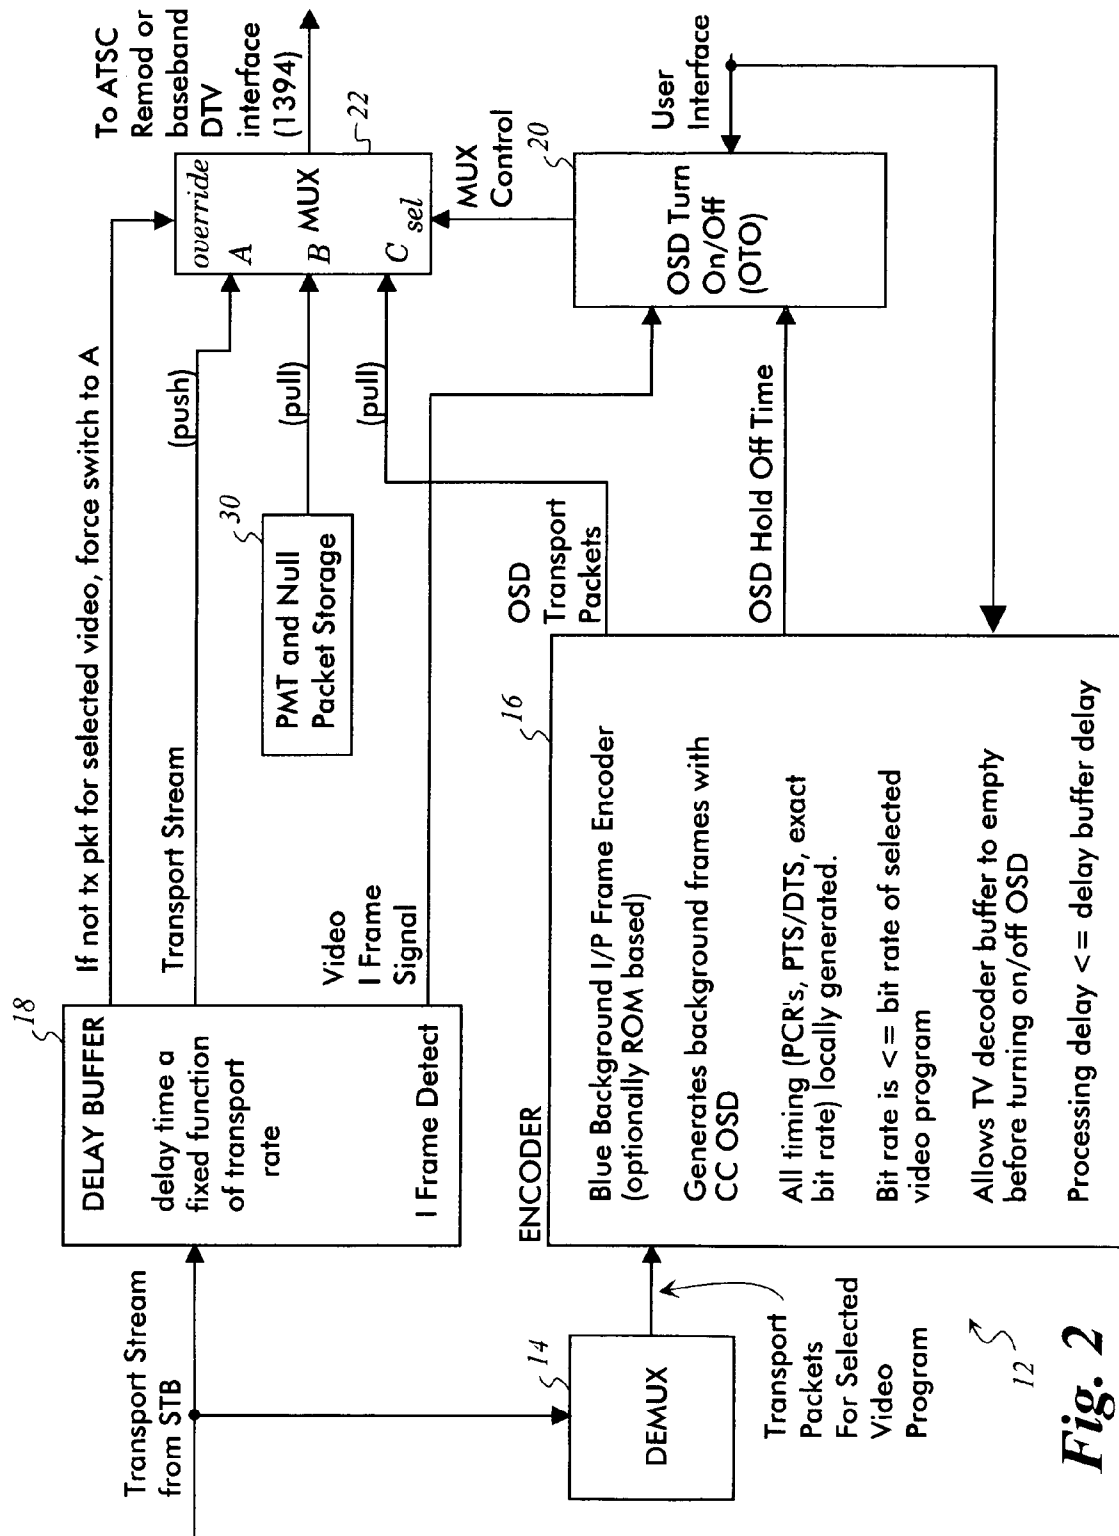 Transport Stream
from STB
18
DELAY BUFFER
delay time a
fixed function
of transport
rate
I Frame Detect
If not tx pkt for selected video, force switch to A
Transport Stream
Video
I Frame
Signal
(push)
30
PMT and Null
Packet Storage
(pull)
(pull)
override
A
B
MUX
C
sel
22
To ATSC
Remod or
baseband
DTV
interface
(1394)
MUX
Control
20
OSD Turn
On/Off
(OTO)
User
Interface
OSD
Transport
Packets
OSD Hold Off Time
14
DEMUX
Transport
Packets
For Selected
Video
Program
ENCODER
16
Blue Background I/P Frame Encoder
(optionally ROM based)
Generates background frames with
CC OSD
All timing (PCR's, PTS/DTS, exact
bit rate) locally generated.
Bit rate is <= bit rate of selected
video program
Allows TV decoder buffer to empty
before turning on/off OSD
Processing delay <= delay buffer delay
12
Fig. 2